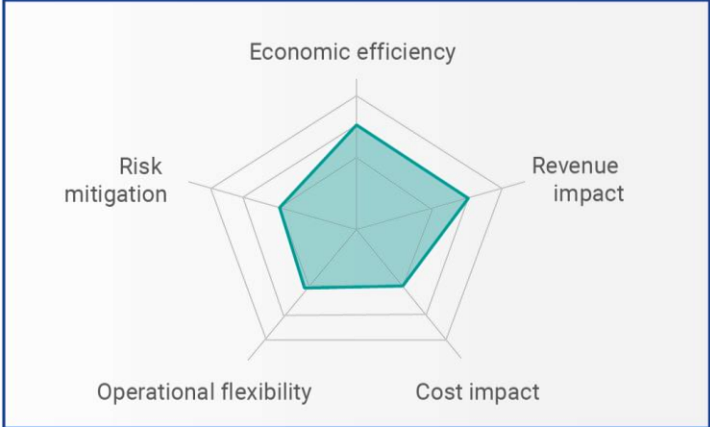 Economic efficiency
Risk
mitigation
Revenue
impact
Operational flexibility
Cost impact